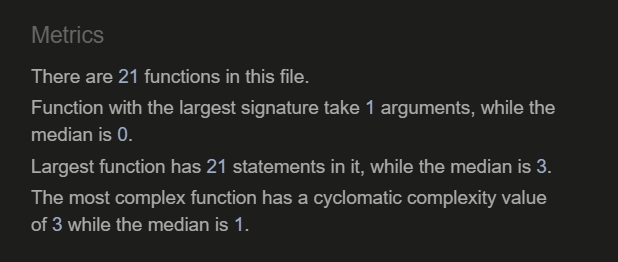 Metrics
There are 21 functions in this file.
Function with the largest signature take 1 arguments, while the
median is 0.
Largest function has 21 statements in it, while the median is 3.
The most complex function has a cyclomatic complexity value
of 3 while the median is 1.